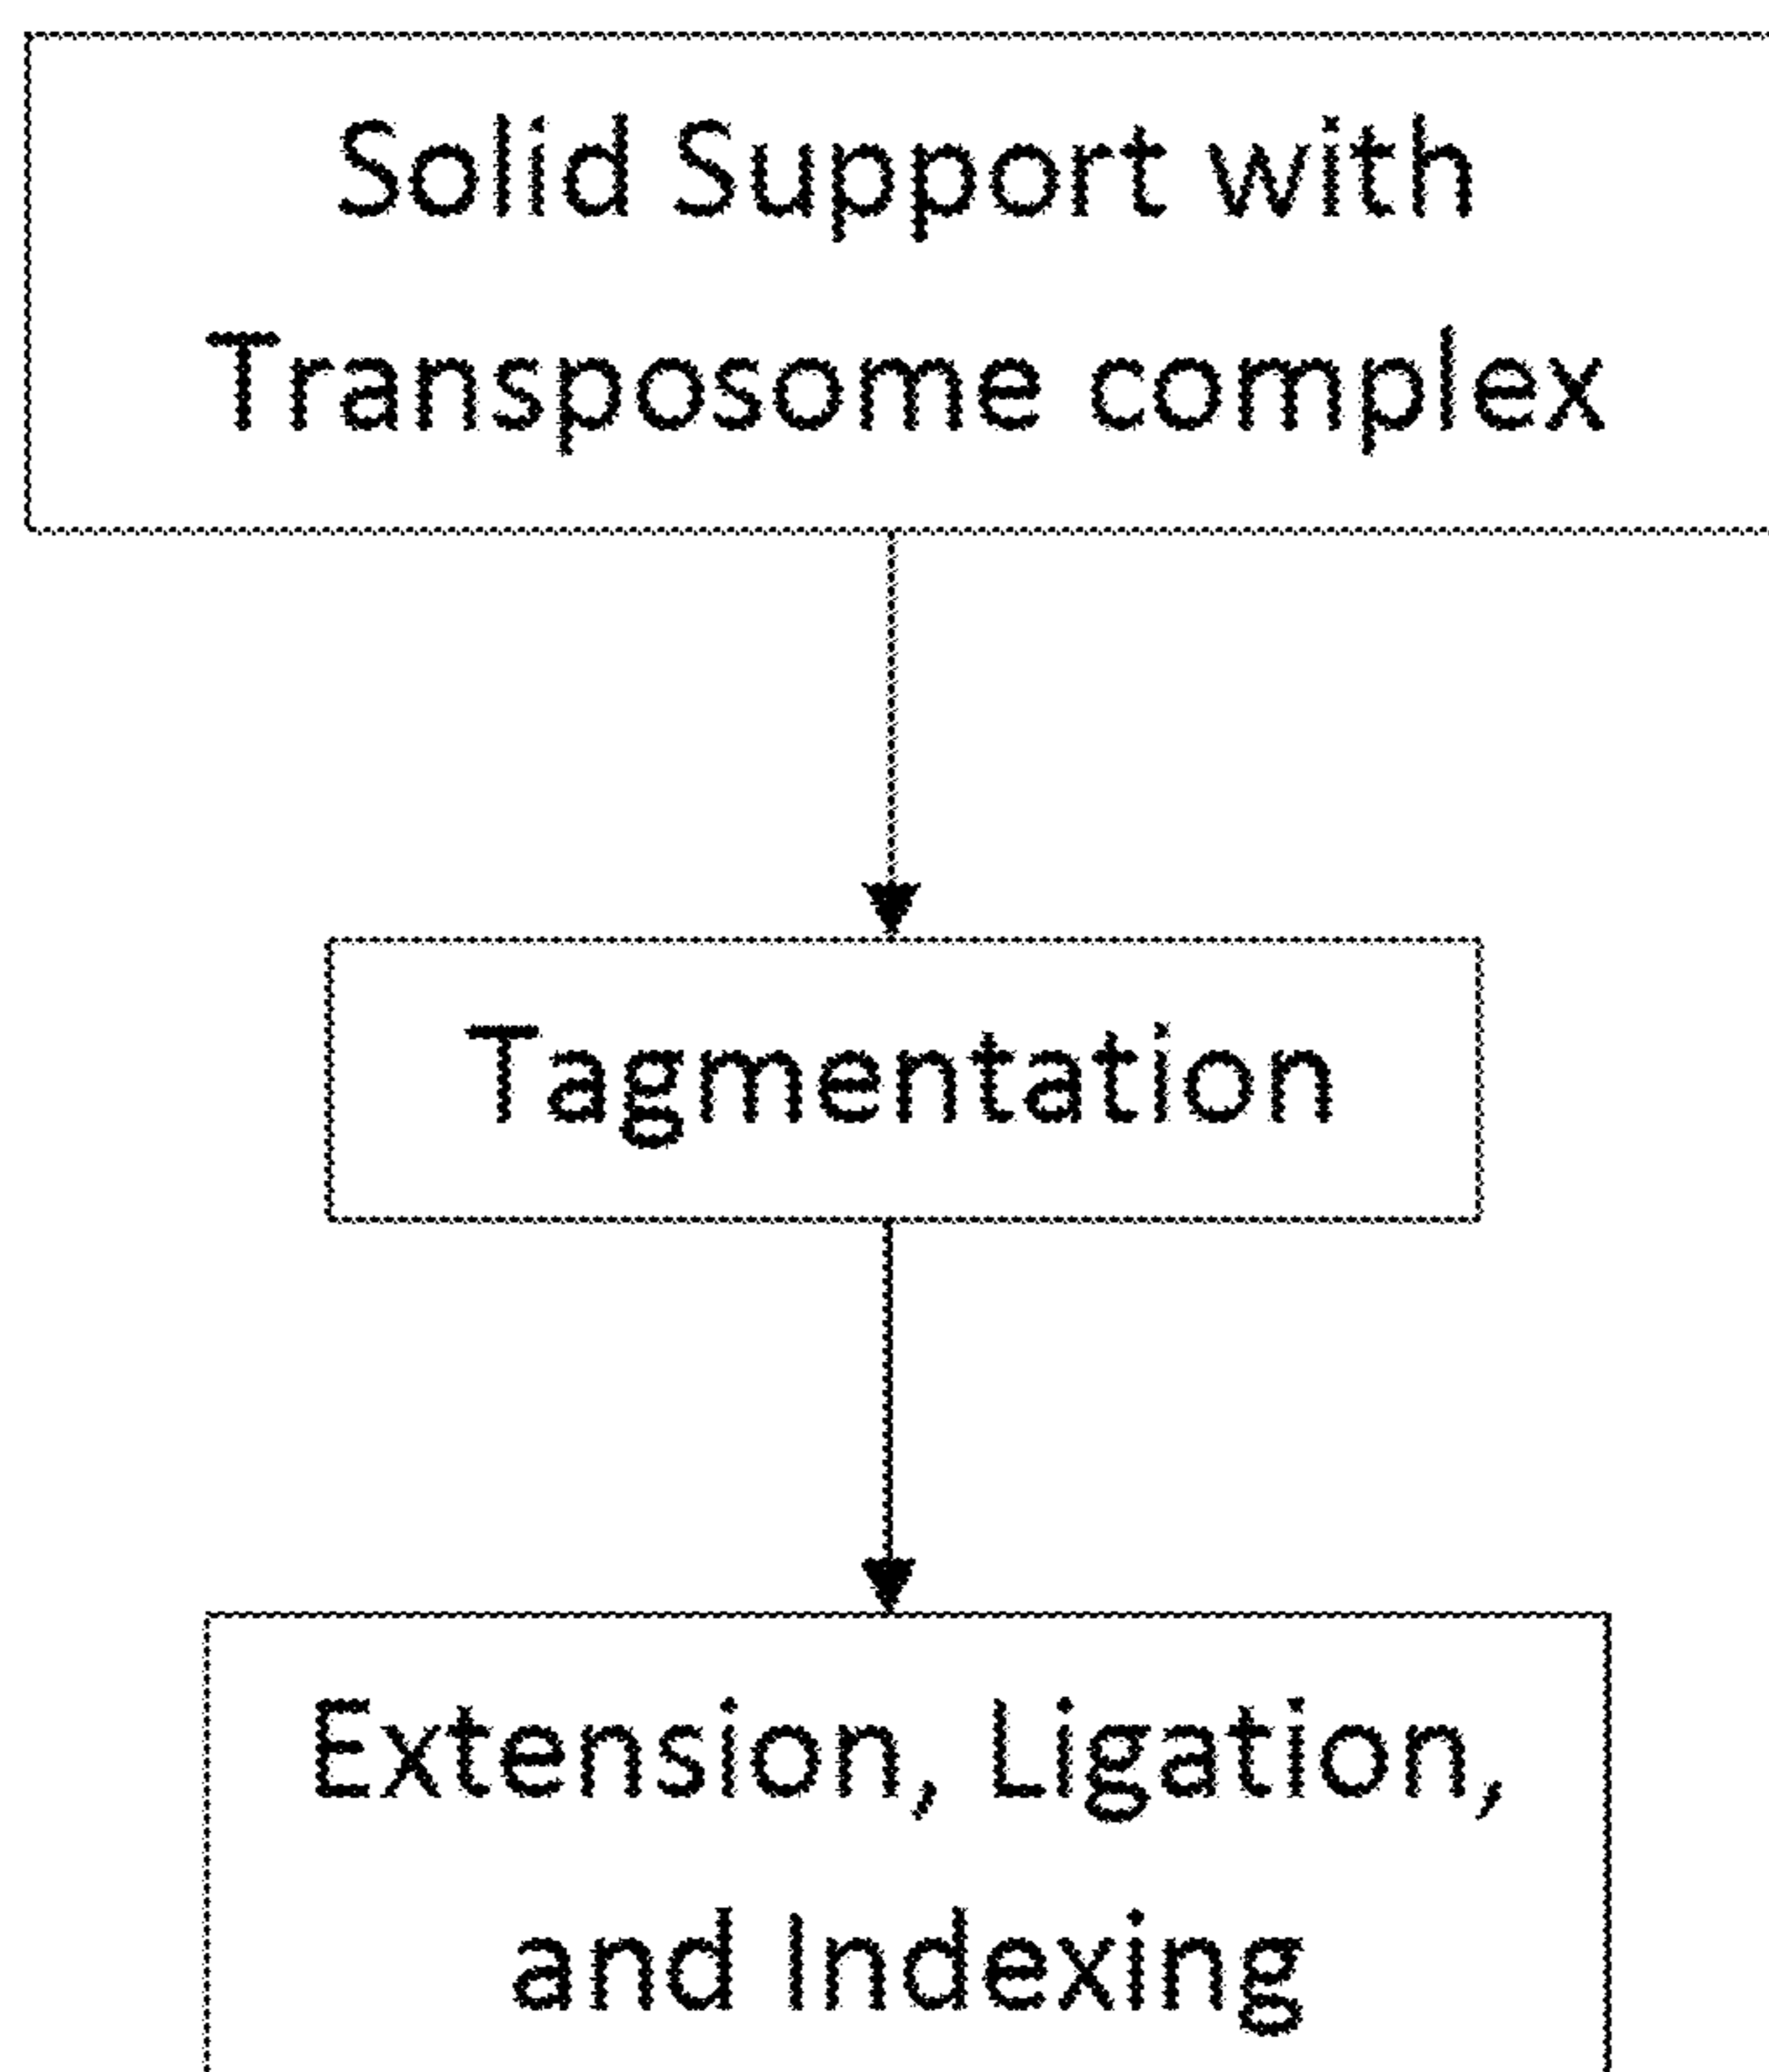 Solid Support with
Transposome complex
Tagmentation
Extension, Ligation,
and Indexing